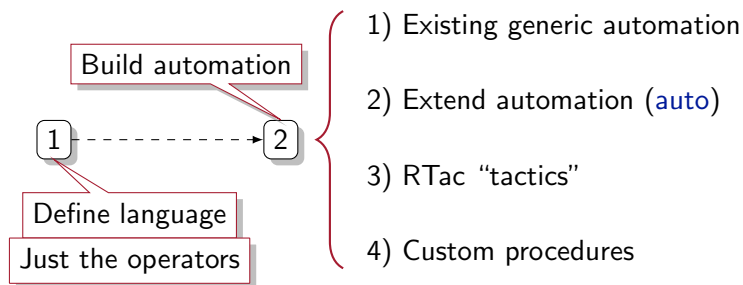 1) Existing generic automation
Build automation
2) Extend automation (auto)
1
2
3) RTac “tactics”
Define language
Just the operators
4) Custom procedures